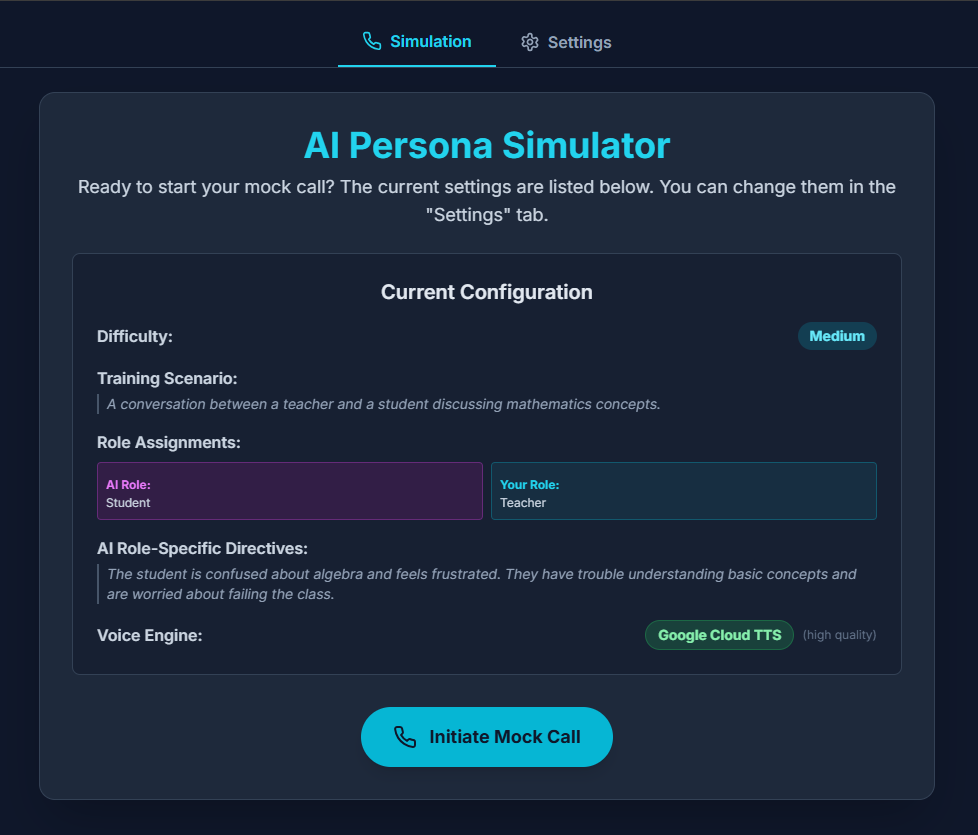 Simulation
Settings
AI Persona Simulator
Ready to start your mock call? The current settings are listed below. You can change them in the
"Settings" tab.
Current Configuration
Difficulty:
Medium
Training Scenario:
A conversation between a teacher and a student discussing mathematics concepts.
Role Assignments:
AI Role:
Student
Your Role:
Teacher
AI Role-Specific Directives:
The student is confused about algebra and feels frustrated. They have trouble understanding basic concepts and
are worried about failing the class.
Voice Engine:
Google Cloud TTS
(high quality)
Initiate Mock Call